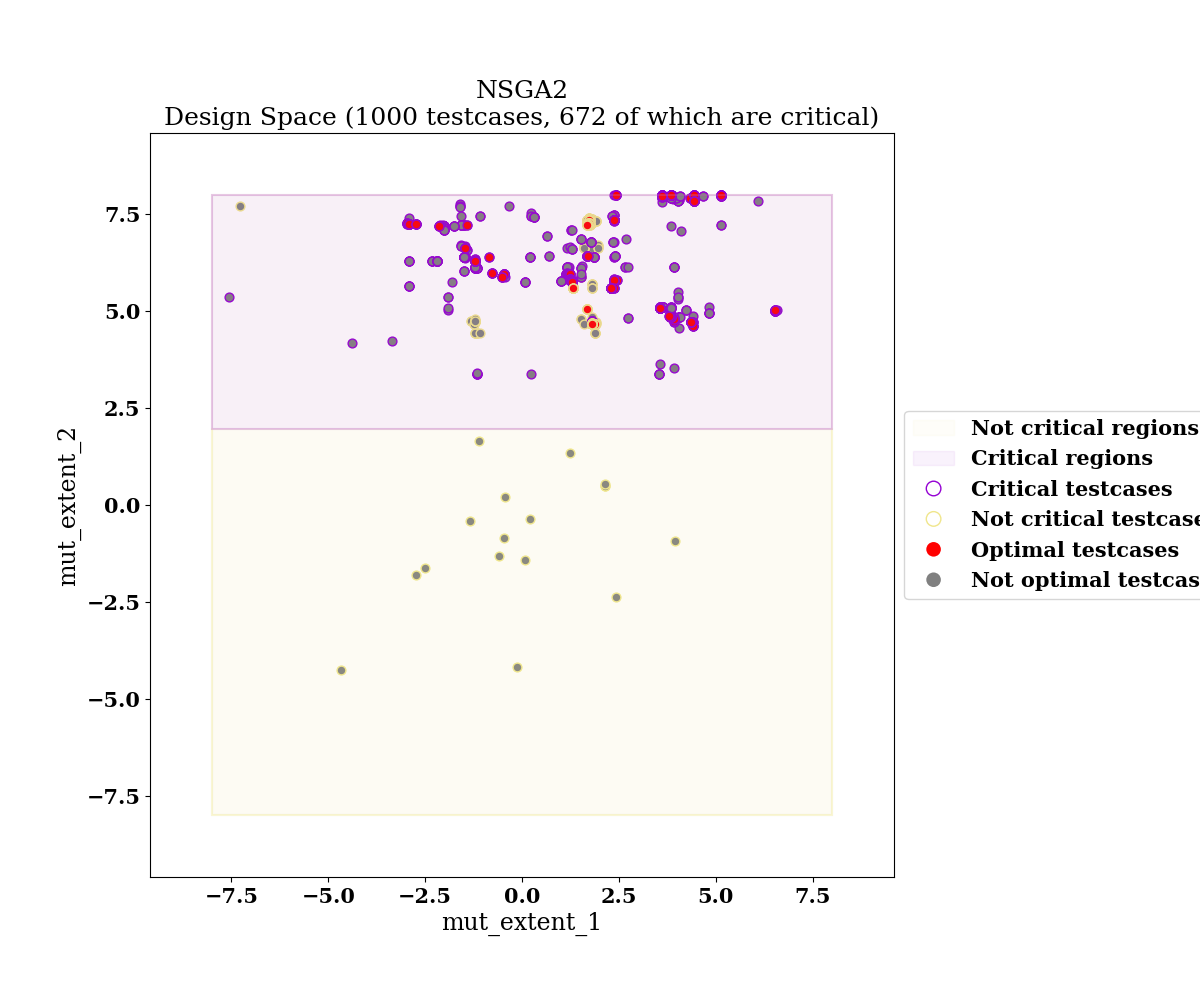 NSGA2
Design Space (1000 testcases, 672 of which are critical)
7.5
5.0
2.5
0.0
−2.5
−5.0
−7.5
mut_extent_2
−7.5 −5.0 −2.5 0.0 2.5 5.0 7.5
mut_extent_1
Not critical regions
Critical regions
Critical testcases
Not critical testcase
Optimal testcases
Not optimal testcas